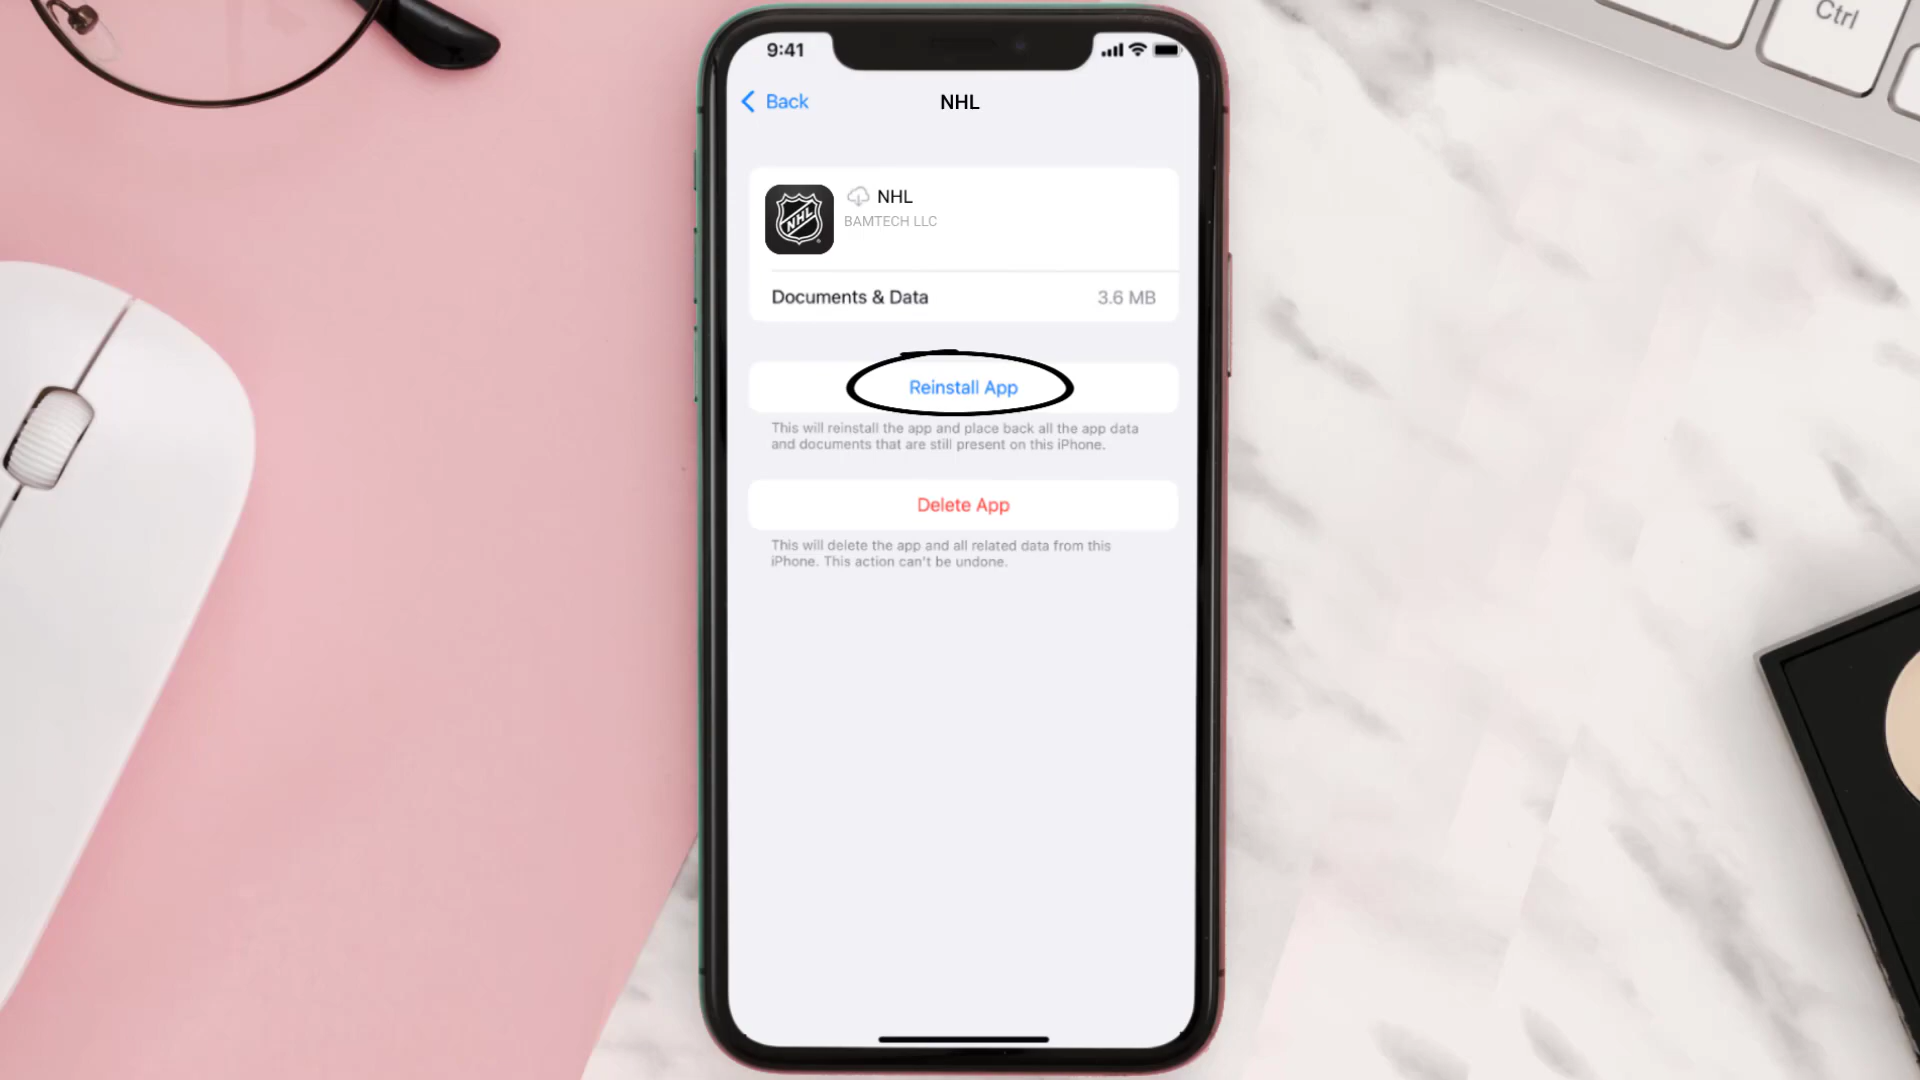 Ctrl
9:41
Back
NHL
NHL
NHL
BAMTECH LLC
Documents & Data 3.6 MB
Reinstall App
This will reinstall the app and place back all the app data
and documents that are still present on this iPhone.
Delete App
This will delete the app and all related data from this
iPhone. This action can't be undone.